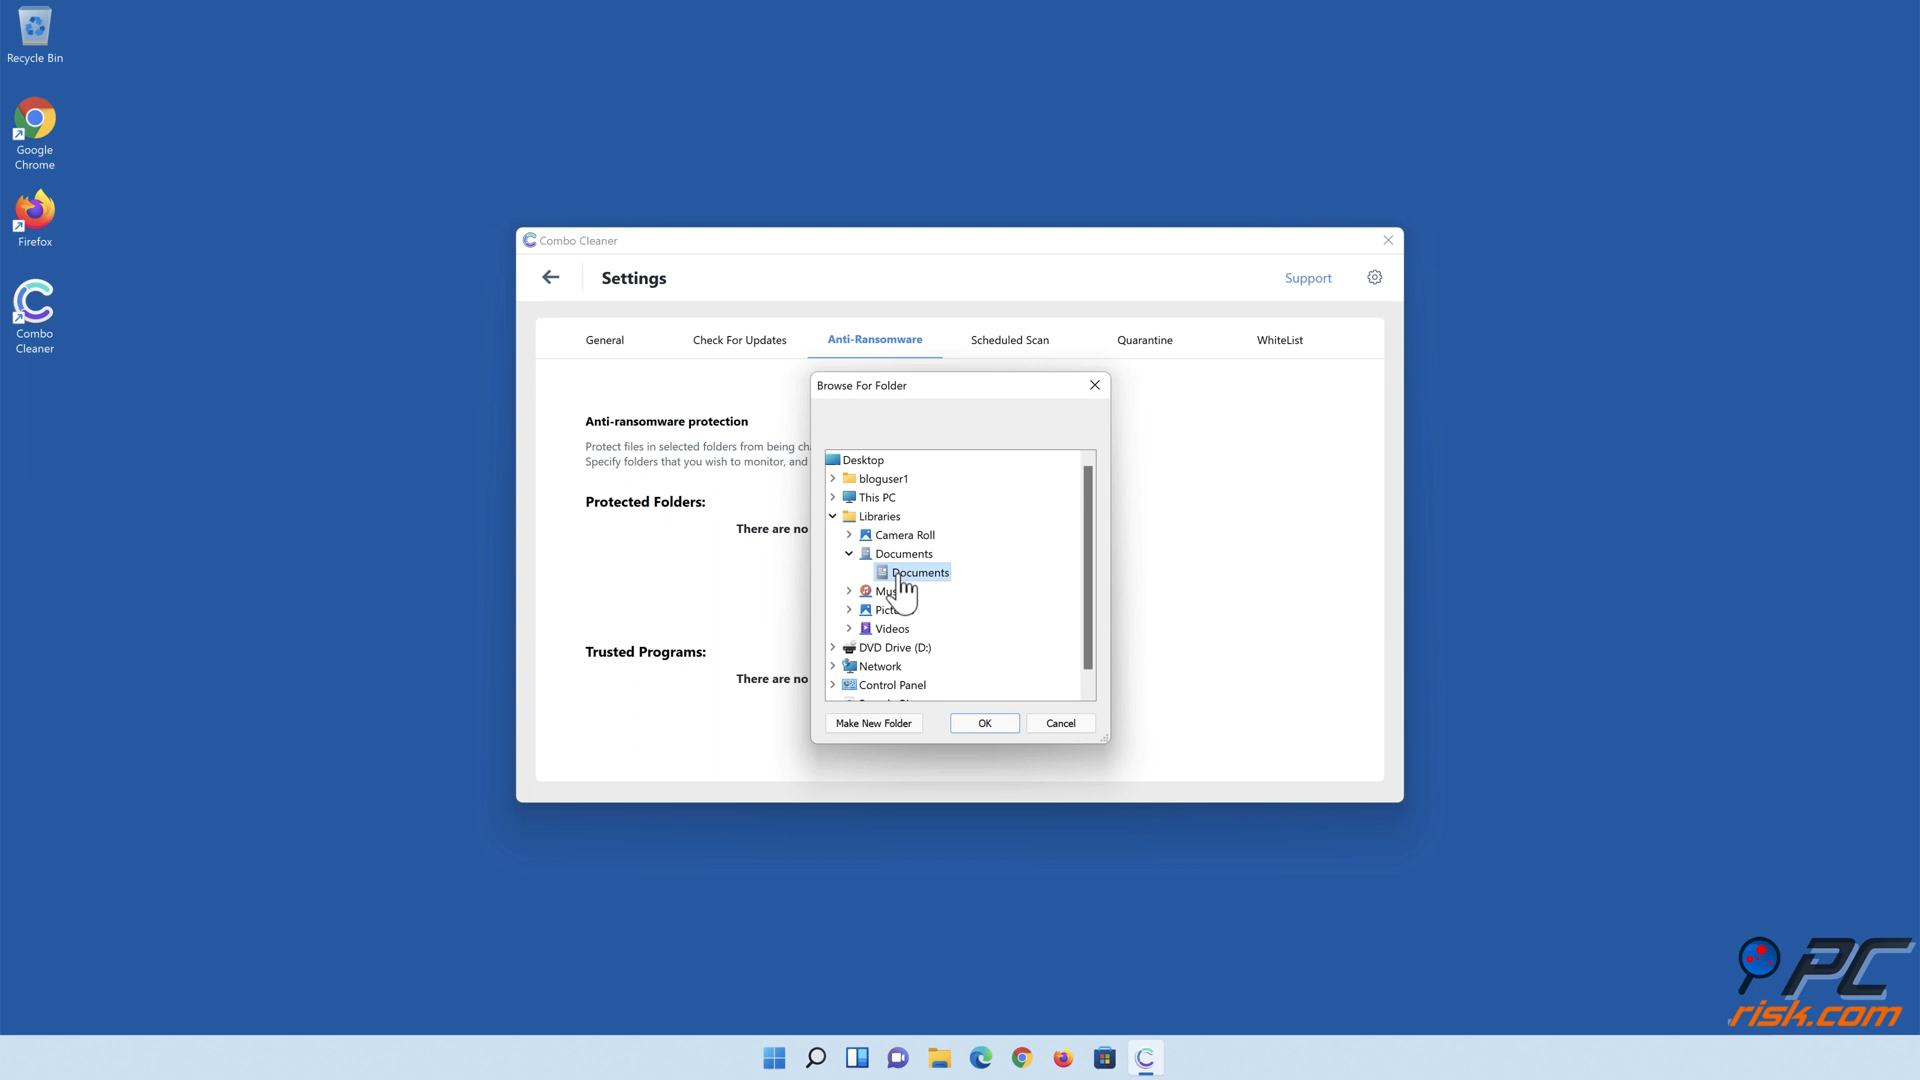 Recycle Bin
Google
Chrome
Firefox
Combo
Cleaner
Combo Cleaner
Settings
Support
General
Check For Updates
Anti-Ransomware
Scheduled Scan
Quarantine
WhiteList
Anti-ransomware protection
Protect files in selected folders from being
Specify folders that you wish to monitor, and
Protected Folders:
There are no
Trusted Programs:
There are no
Browse For Folder
Desktop
bloguser1
This PC
Libraries
Camera Roll
Documents
Documents
Videos
DVD Drive (D:)
Network
Control Panel
Make New Folder
OK
Cancel
PC
risk.com